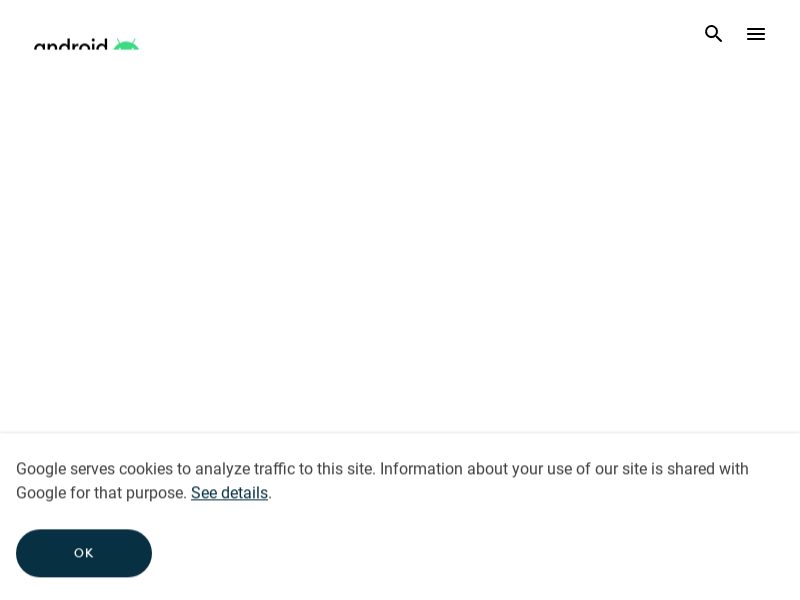 android
Google serves cookies to analyze traffic to this site. Information about your use of our site is shared with
Google for that purpose. See details.
OK